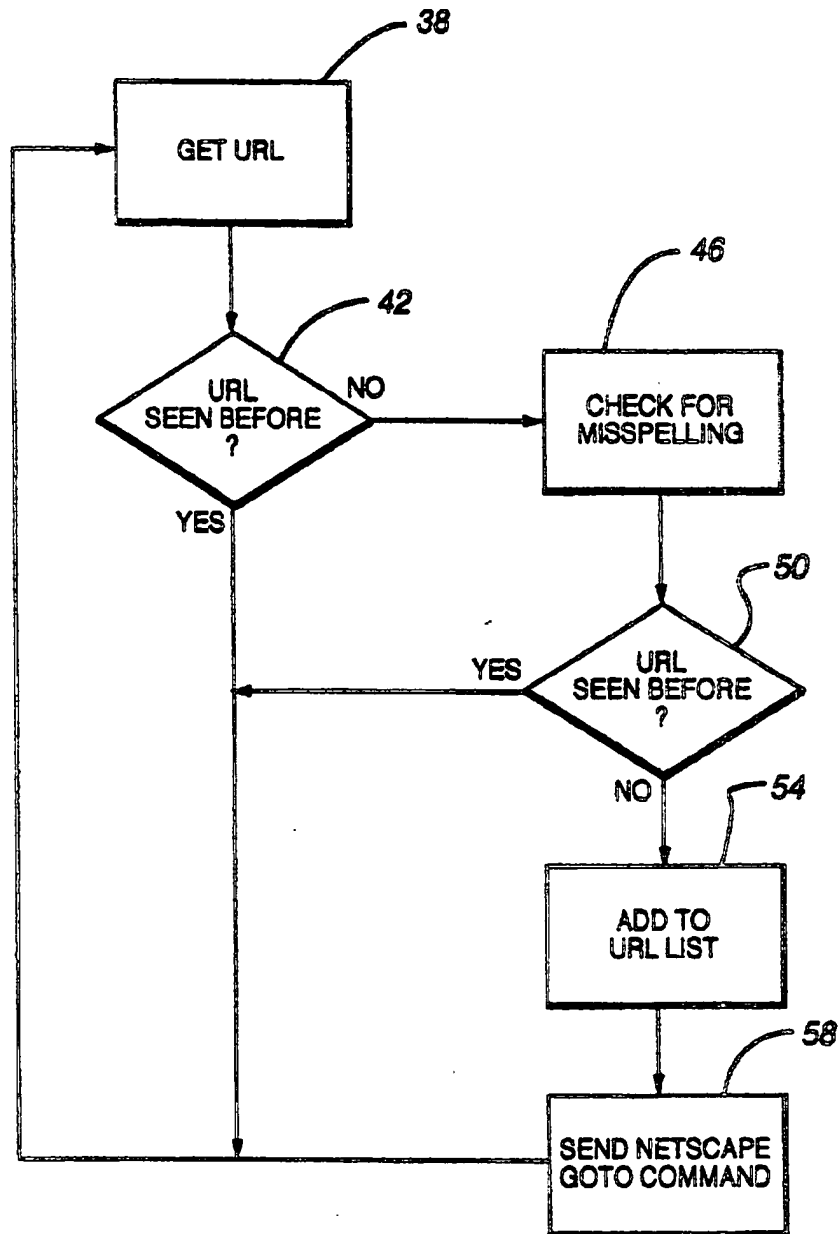 38
GET URL
42
URL
SEEN BEFORE
?
NO
YES
46
CHECK FOR
MISSPELLING
50
URL
SEEN BEFORE
?
YES
NO
54
ADD TO
URL LIST
58
SEND NETSCAPE
GOTO COMMAND